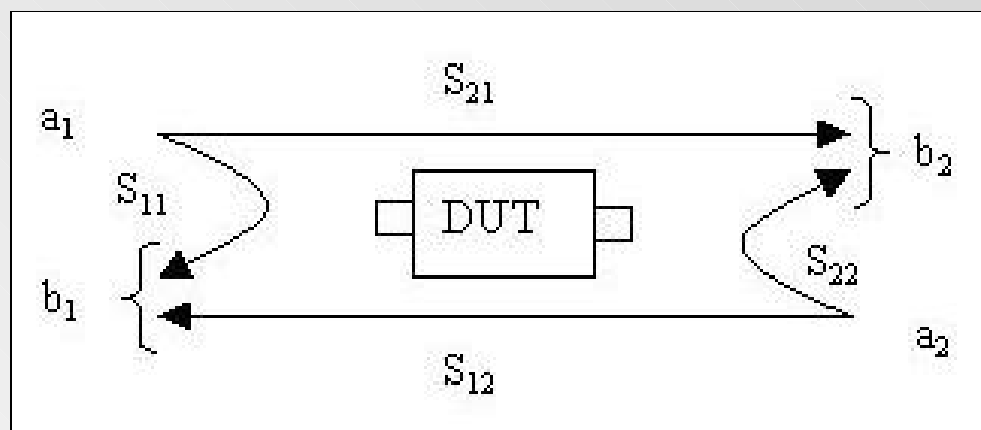 S₂₁
a₁
b₂
S₁₁
DUT
S₂₂
b₁
a₂
S₁₂